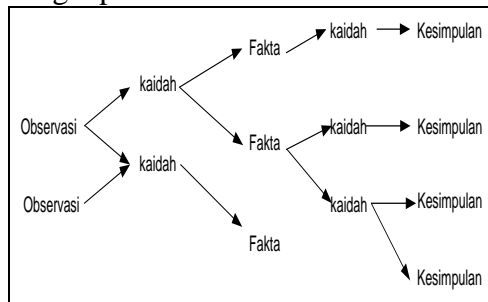 kaidah Kesimpulan
Fakta
kaidah
Observasi Fakta kaidah Kesimpulan
kaidah
Observasi kaidah Kesimpulan
Fakta
Kesimpulan